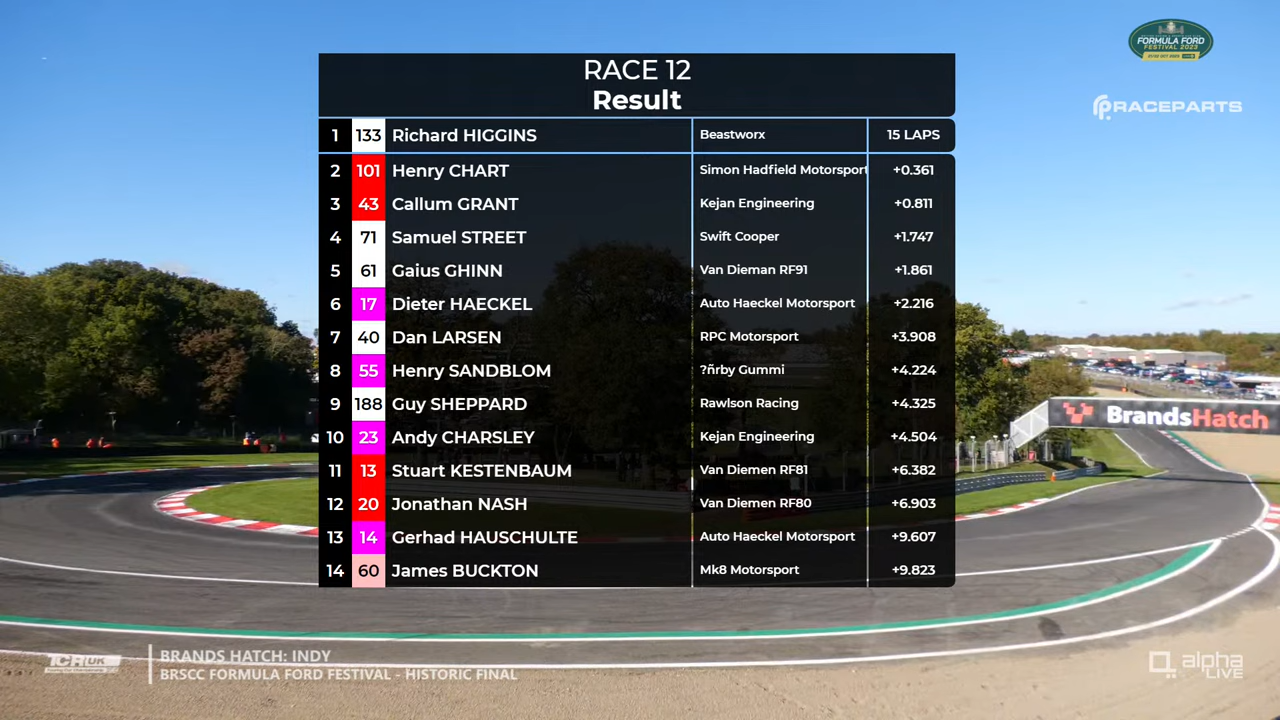 FORMULA FORD
FESTIVAL 2023
RACEPARTS
RACE 12
Result
1 133 Richard HIGGINS Beastworx 15 LAPS
2 101 Henry CHART Simon Hadfield Motorsport +0.361
3 43 Callum GRANT Kejan Engineering +0.811
4 71 Samuel STREET Swift Cooper +1.747
5 61 Gaius GHINN Van Dieman RF91 +1.861
6 17 Dieter HAECKEL Auto Haeckel Motorsport +2.216
7 40 Dan LARSEN RPC Motorsport +3.908
8 55 Henry SANDBLOM ?ñrby Gummi +4.224
9 188 Guy SHEPPARD Rawlson Racing +4.325
10 23 Andy CHARSLEY Kejan Engineering +4.504
11 13 Stuart KESTENBAUM Van Diemen RF81 +6.382
12 20 Jonathan NASH Van Diemen RF80 +6.903
13 14 Gerhad HAUSCHULTE Auto Haeckel Motorsport +9.607
14 60 James BUCKTON Mk8 Motorsport +9.823
BrandsHatch
TCR UK
BRANDS HATCH: INDY
BRSCC FORMULA FORD FESTIVAL - HISTORIC FINAL
alpha
LIVE